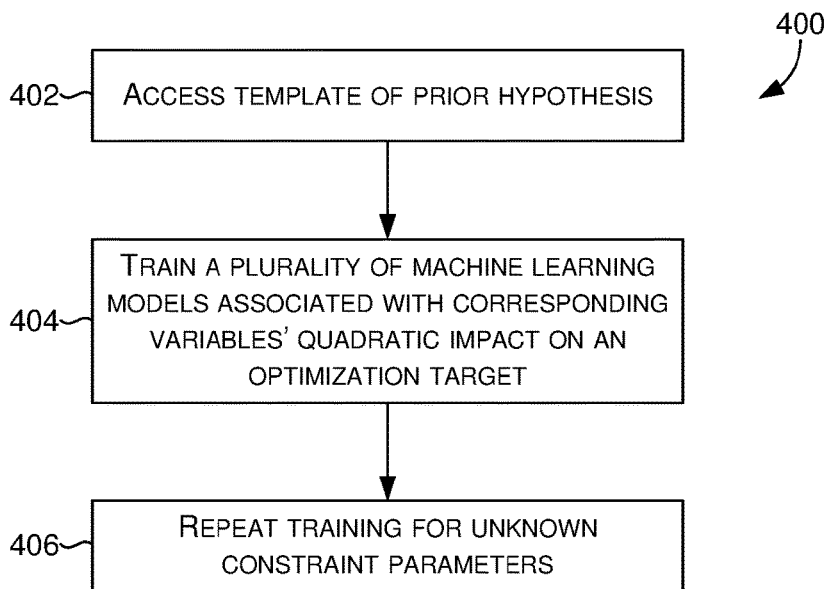 400
402
ACCESS TEMPLATE OF PRIOR HYPOTHESIS
404
TRAIN A PLURALITY OF MACHINE LEARNING
MODELS ASSOCIATED WITH CORRESPONDING
VARIABLES' QUADRATIC IMPACT ON AN
OPTIMIZATION TARGET
406
REPEAT TRAINING FOR UNKNOWN
CONSTRAINT PARAMETERS